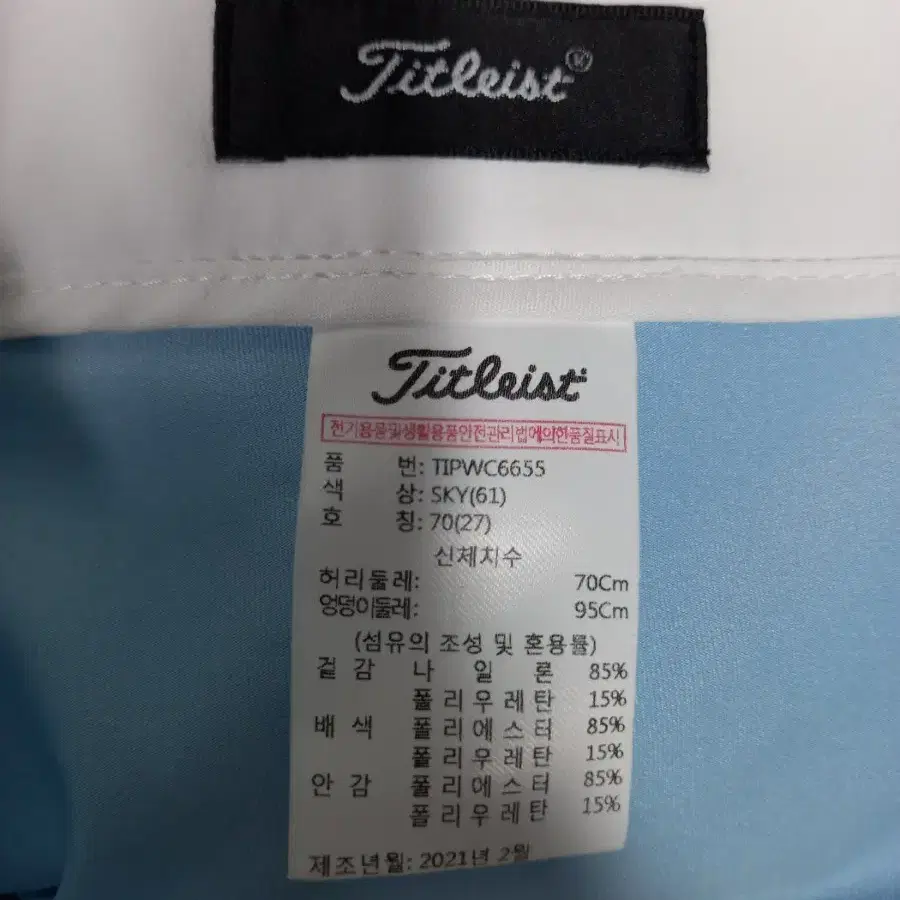 Titleist®
Titleist
전기용품및생활용품안전관리법에의한품질표시
품 번: TIPWC6655
색 상: SKY(61)
호 칭: 70(27)
신체치수
허리둘레: 70Cm
엉덩이둘레: 95Cm
(섬유의 조성 및 혼용률)
겉감 나일론 85%
폴리우레탄 15%
배색 폴리에스터 85%
폴리우레탄 15%
안감 폴리에스터 85%
폴리우레탄 15%
제조년월: 2021년 2월